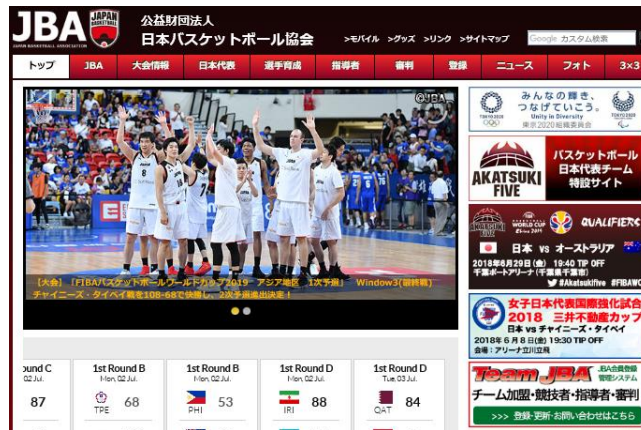 JBA
JAPAN BASKETBALL
JAPAN BASKETBALL ASSOCIATION
公益財団法人
日本バスケットボール協会
>モバイル >グッズ >リンク >サイトマップ
Google カスタム検索
トップ JBA 大会情報 日本代表 選手育成 指導者 審判 登録 ニュース フォト 3×3
©JBA
【大会】「FIBAバスケットボールワールドカップ2019 アジア地区 1次予選」 Window3(最終戦)
チャイニーズ・タイペイ戦を108-68で快勝し、2次予選進出決定！
みんなの輝き、
つなげていこう。
Unity in Diversity
東京2020組織委員会
TOKYO 2020
TOKYO 2020
AKATSUKI
FIVE
バスケットボール
日本代表チーム
特設サイト
AKATSUKI
FIVE
WORLD CUP
China 2019
QUALIFIERS
日本 vs オーストラリア
2018年6月29日(金) 19:40 TIP OFF
千葉ポートアリーナ(千葉県千葉市)
#Akatsukifive #FIBAWC
女子日本代表国際強化試合
2018 三井不動産カップ
日本 vs チャイニーズ・タイペイ
2018年6月8日(金) 19:30 TIP OFF
会場：アリーナ立川立飛
Team JBA
JBA会員登録
管理システム
チーム加盟・競技者・指導者・審判
>>> 登録・更新・お問い合わせはこちら
ound C
02 Jul.
87
1st Round B
Mon, 02 Jul.
TPE 68
1st Round B
Mon, 02 Jul.
PHI 53
1st Round D
Mon, 02 Jul.
IRI 88
1st Round D
Tue, 03 Jul.
QAT 84